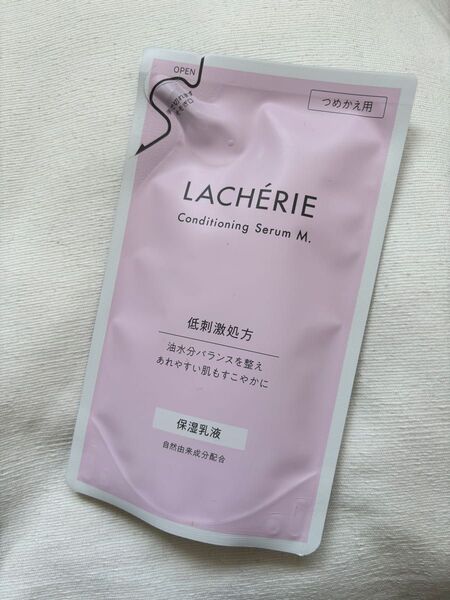 OPEN
つめかえ用
LACHÉRIE
Conditioning Serum M.
低刺激処方
油水分バランスを整え
あれやすい肌もすこやかに
保湿乳液
自然由来成分配合